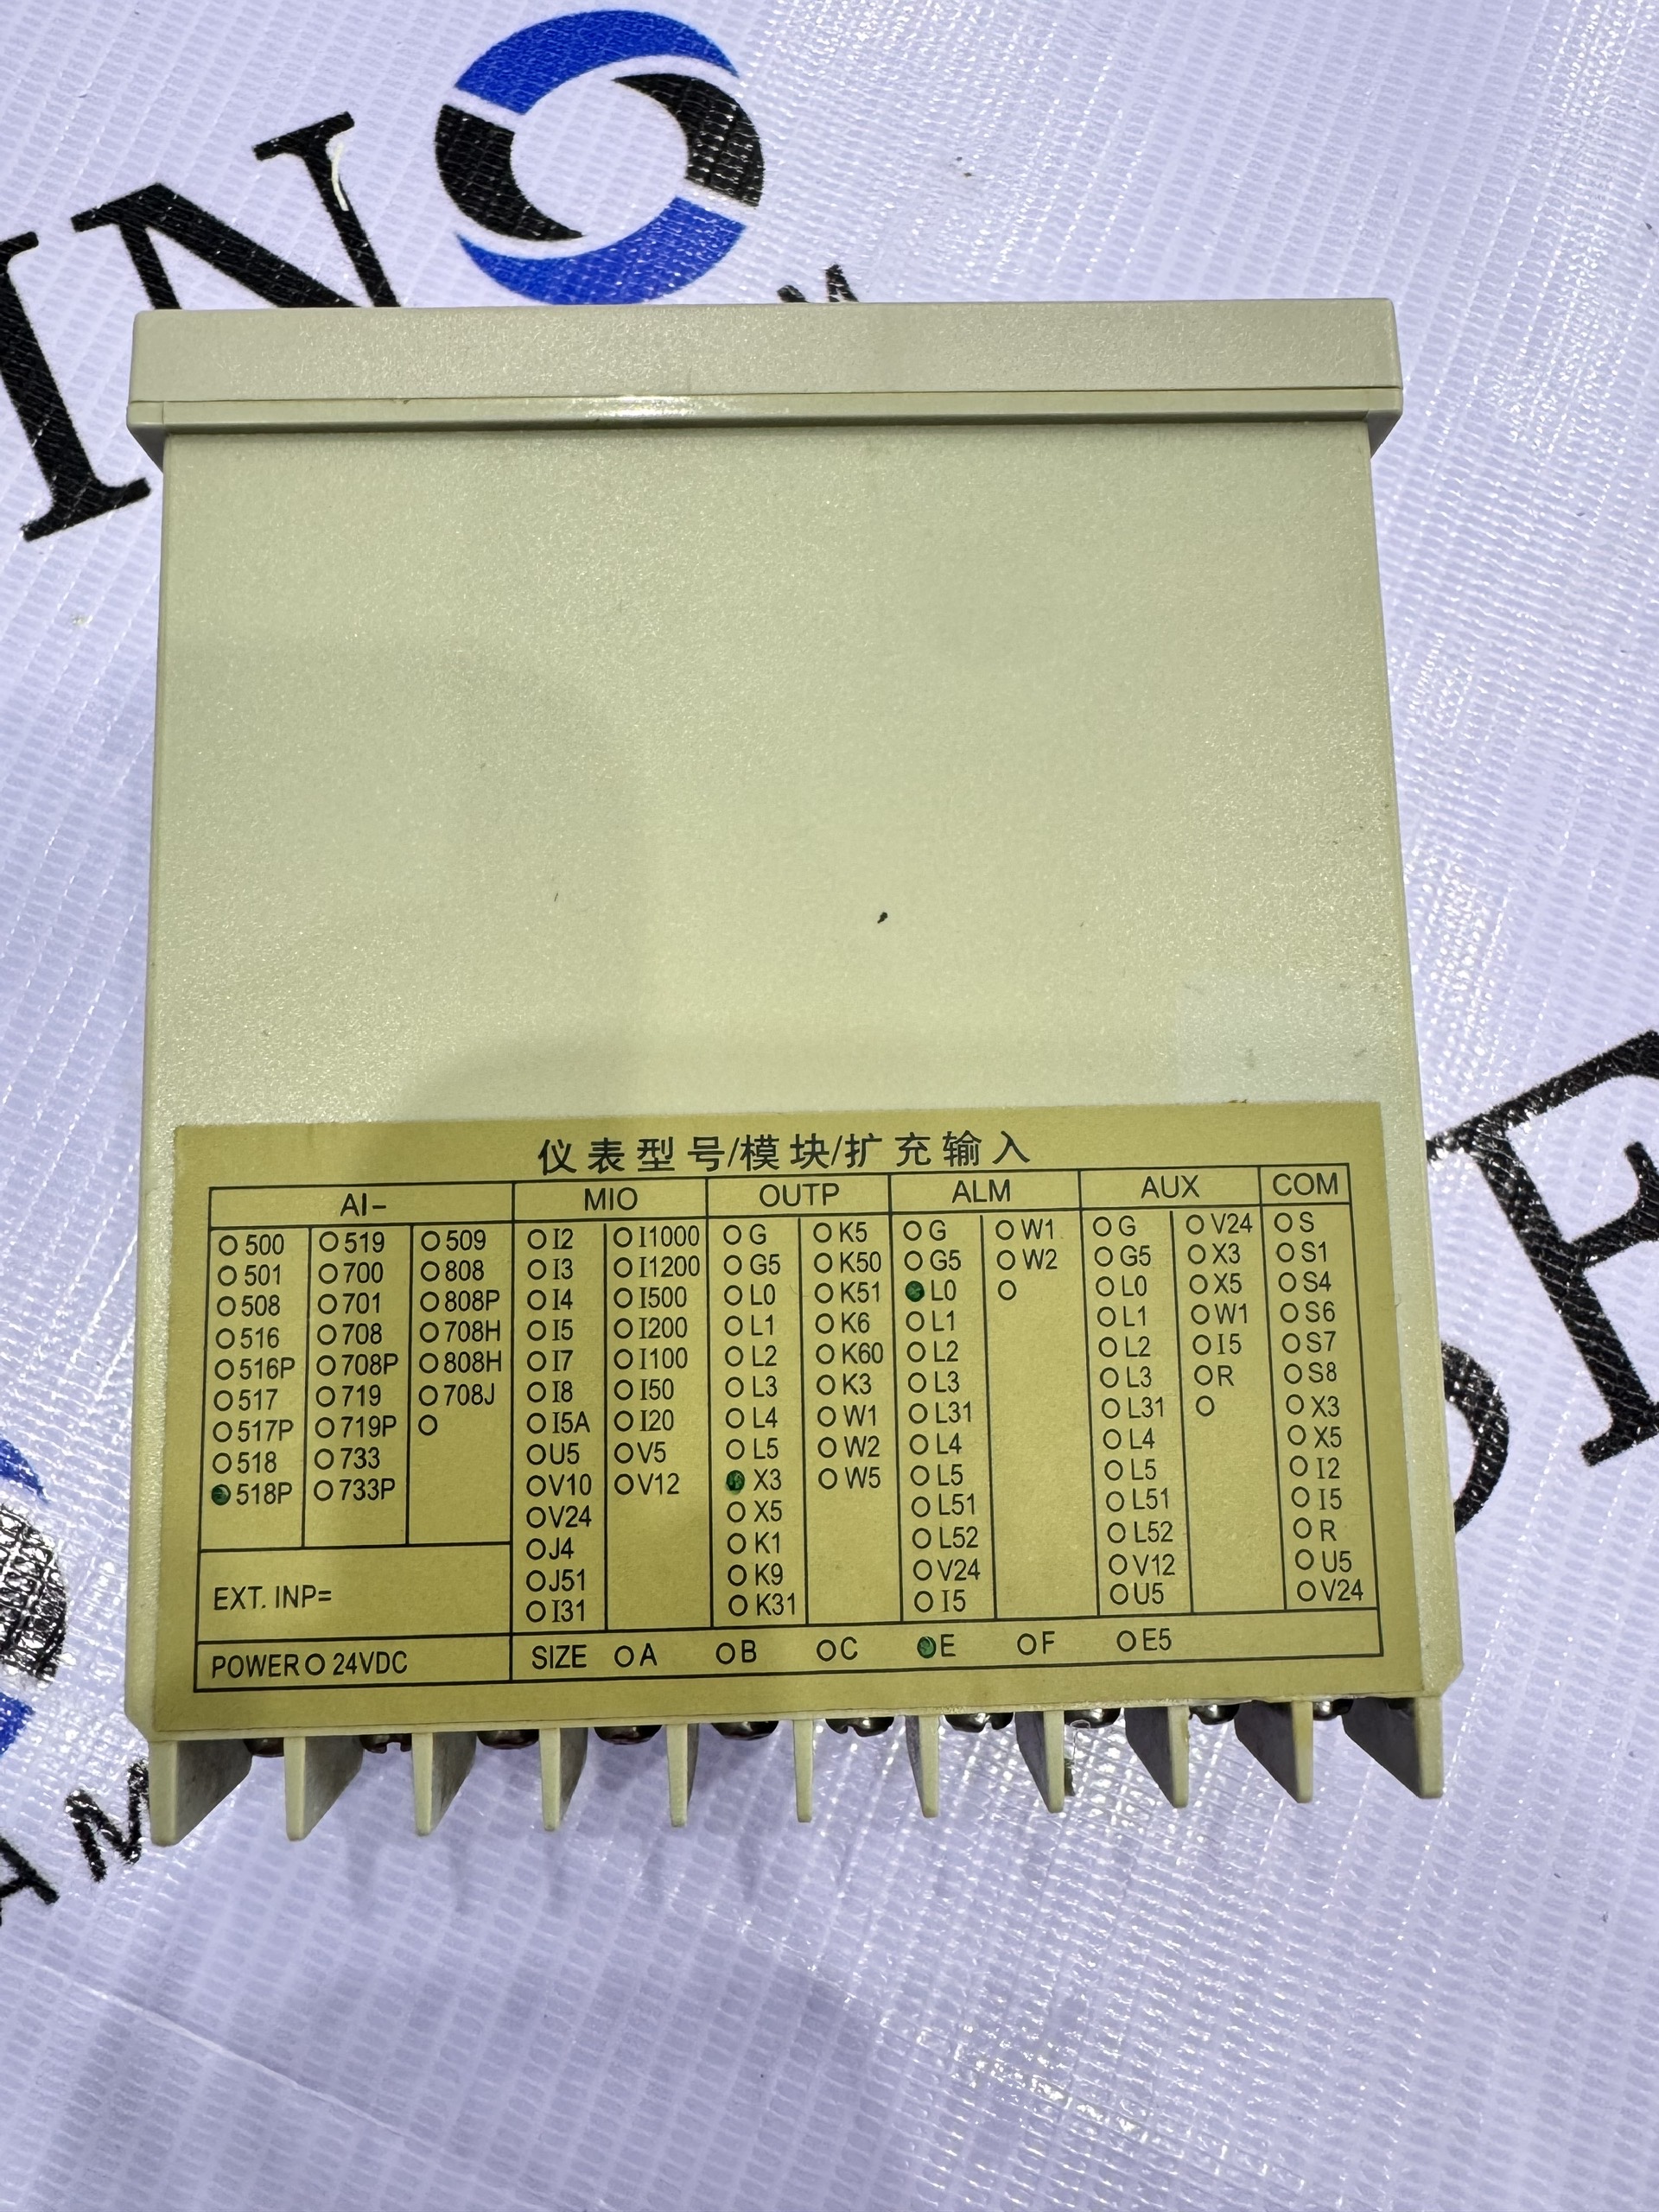 INO
M
仪表型号/模块/扩充输入
AI- MIO OUTP ALM AUX COM
500 519 509 I2 I1000 G K5 G W1 G V24 S
501 700 808 I3 I1200 G5 K50 G5 W2 G5 X3 S1
508 701 808P I4 I500 L0 K51 L0 L0 X5 S4
516 708 708H I5 I200 L1 K6 L1 L1 W1 S6
516P 708P 808H I7 I100 L2 K60 L2 L2 I5 S7
517 719 708J I8 I50 L3 K3 L3 L3 R S8
517P 719P I5A I20 L4 W1 L31 L31 X3
518 733 U5 V5 L5 W2 L4 L4 X5
518P 733P V10 V12 X3 W5 L5 L5 I2
V24 X5 L51 L51 I5
J4 K1 L52 L52 R
EXT. INP= J51 K9 V24 V12 U5
I31 K31 I5 U5 V24
POWER 24VDC SIZE A B C E F E5
AM